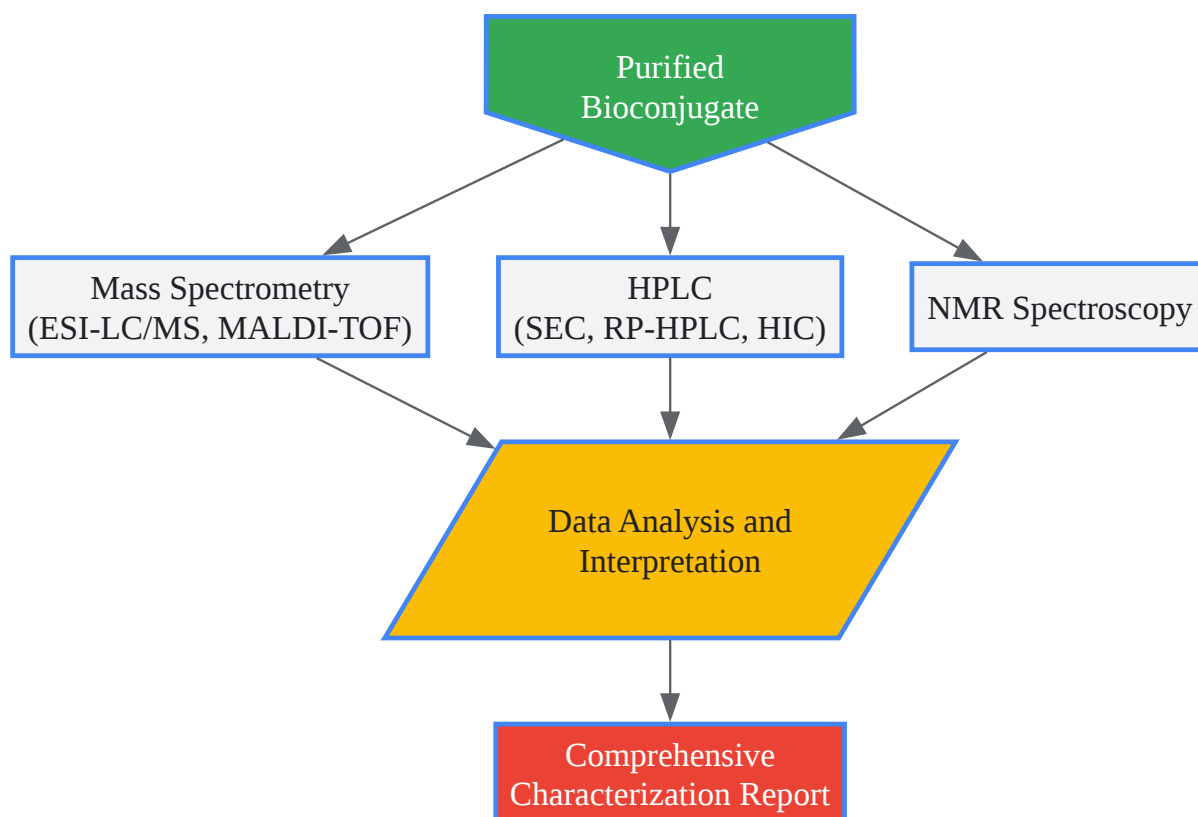 Purified
Bioconjugate
Mass Spectrometry
(ESI-LC/MS, MALDI-TOF)
HPLC
(SEC, RP-HPLC, HIC)
NMR Spectroscopy
Data Analysis and
Interpretation
Comprehensive
Characterization Report